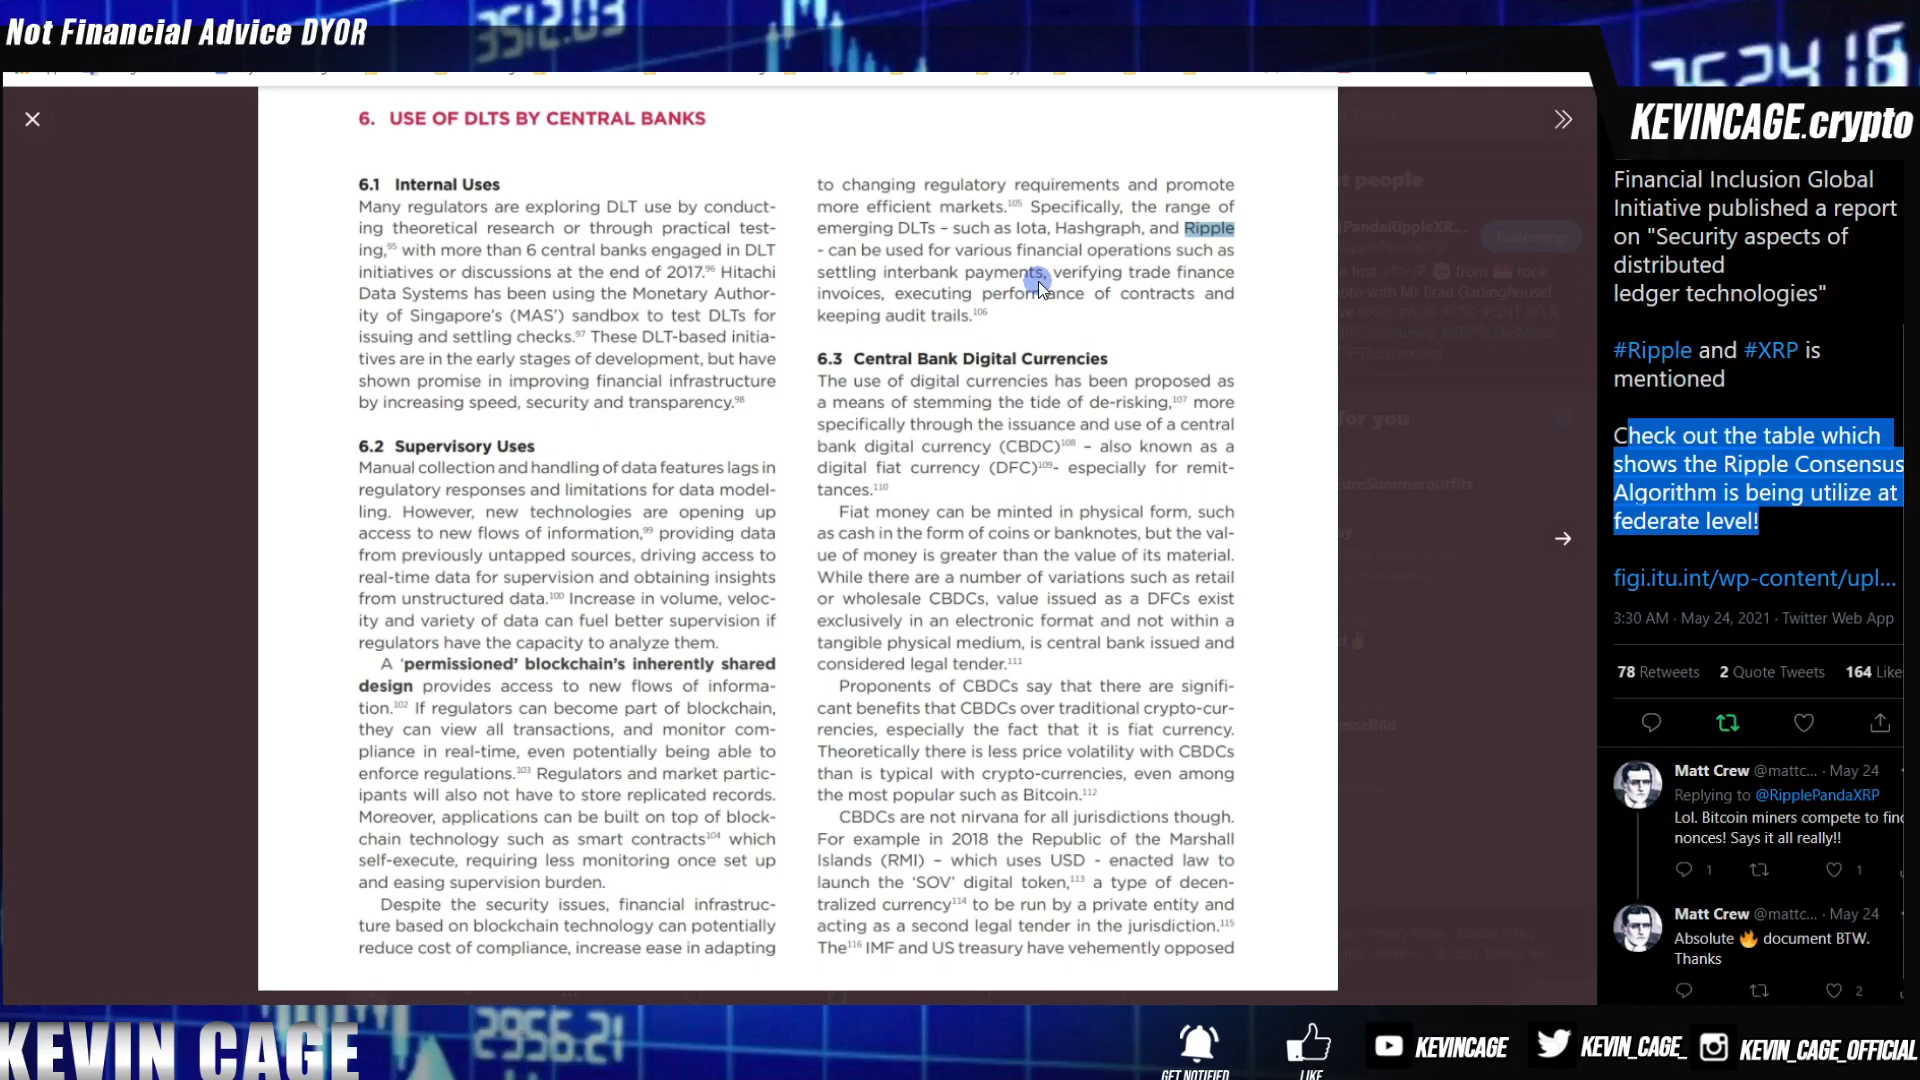 Not Financial Advice DYOR
3512.03
3524.18
KEVINCAGE.crypto
6. USE OF DLTS BY CENTRAL BANKS
6.1 Internal Uses
Many regulators are exploring DLT use by conduct-
ing theoretical research or through practical test-
ing,95 with more than 6 central banks engaged in DLT
initiatives or discussions at the end of 2017.96 Hitachi
Data Systems has been using the Monetary Author-
ity of Singapore's (MAS') sandbox to test DLTs for
issuing and settling checks.97 These DLT-based initia-
tives are in the early stages of development, but have
shown promise in improving financial infrastructure
by increasing speed, security and transparency.98
6.2 Supervisory Uses
Manual collection and handling of data features lags in
regulatory responses and limitations for data model-
ling. However, new technologies are opening up
access to new flows of information,99 providing data
from previously untapped sources, driving access to
real-time data for supervision and obtaining insights
from unstructured data.100 Increase in volume, veloc-
ity and variety of data can fuel better supervision if
regulators have the capacity to analyze them.
A 'permissioned' blockchain's inherently shared
design provides access to new flows of informa-
tion.102 If regulators can become part of blockchain,
they can view all transactions, and monitor com-
pliance in real-time, even potentially being able to
enforce regulations.103 Regulators and market partic-
ipants will also not have to store replicated records.
Moreover, applications can be built on top of block-
chain technology such as smart contracts104 which
self-execute, requiring less monitoring once set up
and easing supervision burden.
Despite the security issues, financial infrastruc-
ture based on blockchain technology can potentially
reduce cost of compliance, increase ease in adapting
to changing regulatory requirements and promote
more efficient markets.105 Specifically, the range of
emerging DLTs – such as Iota, Hashgraph, and Ripple
- can be used for various financial operations such as
settling interbank payments, verifying trade finance
invoices, executing performance of contracts and
keeping audit trails.106
6.3 Central Bank Digital Currencies
The use of digital currencies has been proposed as
a means of stemming the tide of de-risking,107 more
specifically through the issuance and use of a central
bank digital currency (CBDC)108 – also known as a
digital fiat currency (DFC)109- especially for remit-
tances.110
Fiat money can be minted in physical form, such
as cash in the form of coins or banknotes, but the val-
ue of money is greater than the value of its material.
While there are a number of variations such as retail
or wholesale CBDCs, value issued as a DFCs exist
exclusively in an electronic format and not within a
tangible physical medium, is central bank issued and
considered legal tender.111
Proponents of CBDCs say that there are signifi-
cant benefits that CBDCs over traditional crypto-cur-
rencies, especially the fact that it is fiat currency.
Theoretically there is less price volatility with CBDCs
than is typical with crypto-currencies, even among
the most popular such as Bitcoin.112
CBDCs are not nirvana for all jurisdictions though.
For example in 2018 the Republic of the Marshall
Islands (RMI) – which uses USD - enacted law to
launch the 'SOV' digital token,113 a type of decen-
tralized currency114 to be run by a private entity and
acting as a second legal tender in the jurisdiction.115
The116 IMF and US treasury have vehemently opposed
t people
PandaRippleXR...
Following
for you
Financial Inclusion Global
Initiative published a report
on "Security aspects of
distributed
ledger technologies"
#Ripple and #XRP is
mentioned
Check out the table which
shows the Ripple Consensus
Algorithm is being utilize at
federate level!
figi.itu.int/wp-content/upl...
3:30 AM · May 24, 2021 · Twitter Web App
78 Retweets 2 Quote Tweets 164 Like
Matt Crew @mattc... · May 24
Replying to @RipplePandaXRP
Lol. Bitcoin miners compete to find
nonces! Says it all really!!
1 1
Matt Crew @mattc... · May 24
Absolute 🔥 document BTW.
Thanks
2
KEVIN CAGE
2956.21
GET NOTIFIED
LIKE
KEVINCAGE
KEVIN_CAGE_
KEVIN_CAGE_OFFICIAL